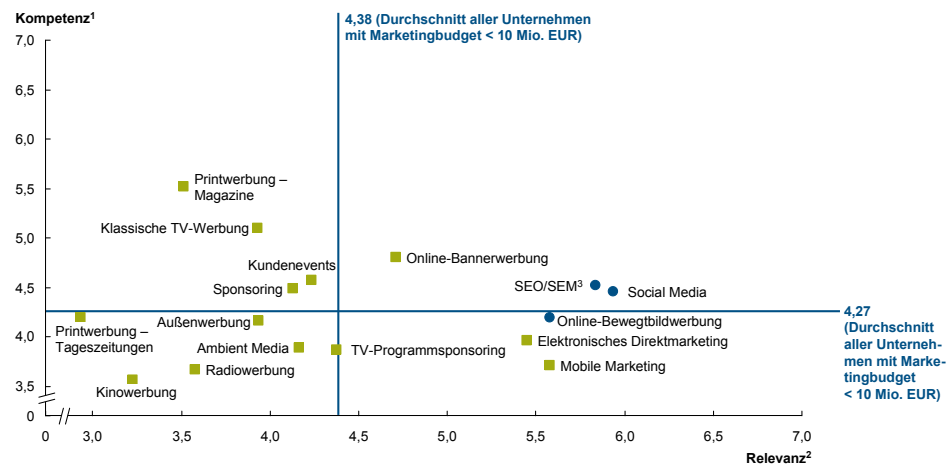 Kompetenz1
4,38 (Durchschnitt aller Unternehmen
mit Marketingbudget < 10 Mio. EUR)
7,0
6,5
6,0
5,5
5,0
4,5
4,0
3,5
0
Printwerbung –
Magazine
Klassische TV-Werbung
Kundenevents
Sponsoring
Online-Bannerwerbung
SEO/SEM3
Social Media
Printwerbung –
Tageszeitungen
Außenwerbung
Ambient Media
Radiowerbung
Kinowerbung
TV-Programmsponsoring
Online-Bewegtbildwerbung
Elektronisches Direktmarketing
Mobile Marketing
4,27
(Durchschnitt
aller Unterneh-
men mit Marke-
tingbudget
< 10 Mio. EUR)
0 3,0 3,5 4,0 4,5 5,0 5,5 6,0 6,5 7,0
Relevanz2